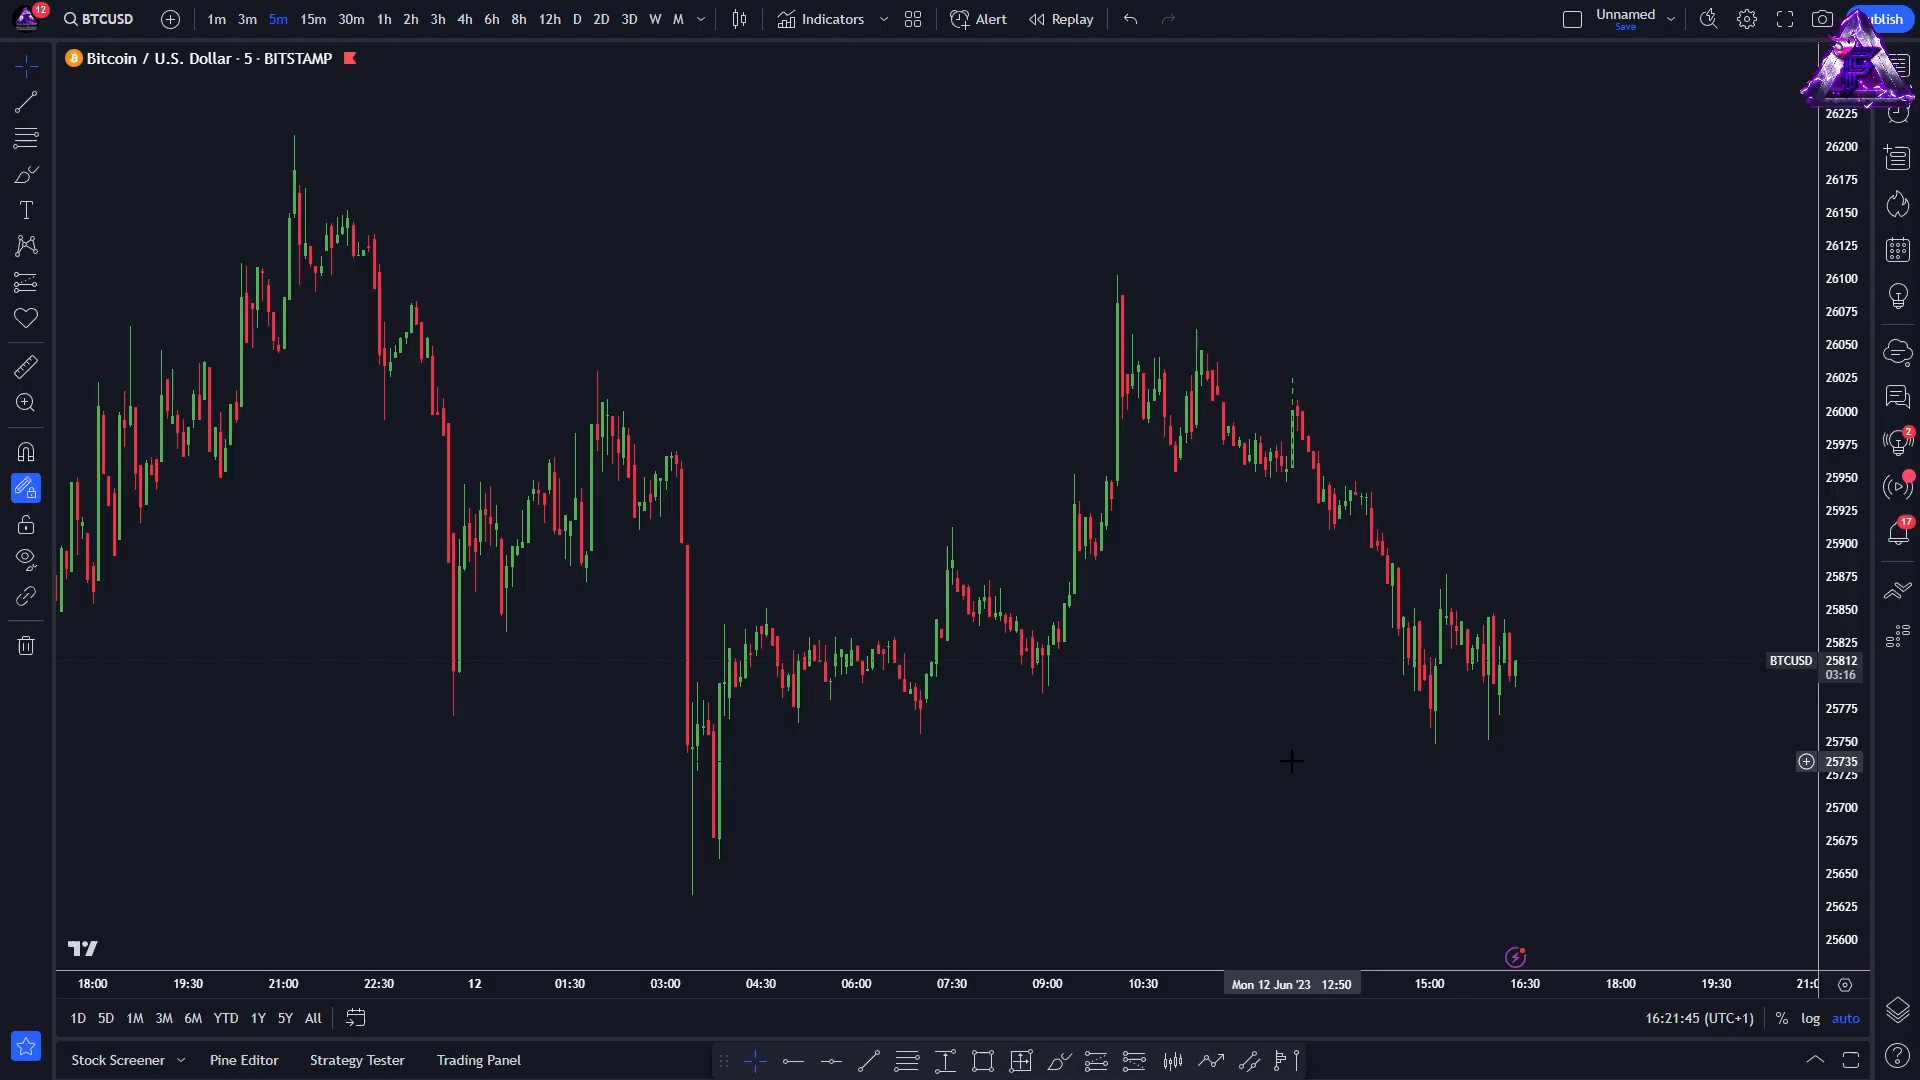 12
BTCUSD
1m 3m 5m 15m 30m 1h 2h 3h 4h 6h 8h 12h D 2D 3D W M
Indicators
Alert
Replay
Unnamed
Save
Bitcoin / U.S. Dollar · 5 · BITSTAMP
26225
26200
26175
26150
26125
26100
26075
26050
26025
26000
25975
25950
25925
25900
25875
25850
25825
BTCUSD 25812
03:16
25775
25750
25735
25725
25700
25675
25650
25625
25600
2
17
18:00 19:30 21:00 22:30 12 01:30 03:00 04:30 06:00 07:30 09:00 10:30 Mon 12 Jun '23 12:50 15:00 16:30 18:00 19:30
1D 5D 1M 3M 6M YTD 1Y 5Y All
16:21:45 (UTC+1) % log auto
Stock Screener Pine Editor Strategy Tester Trading Panel